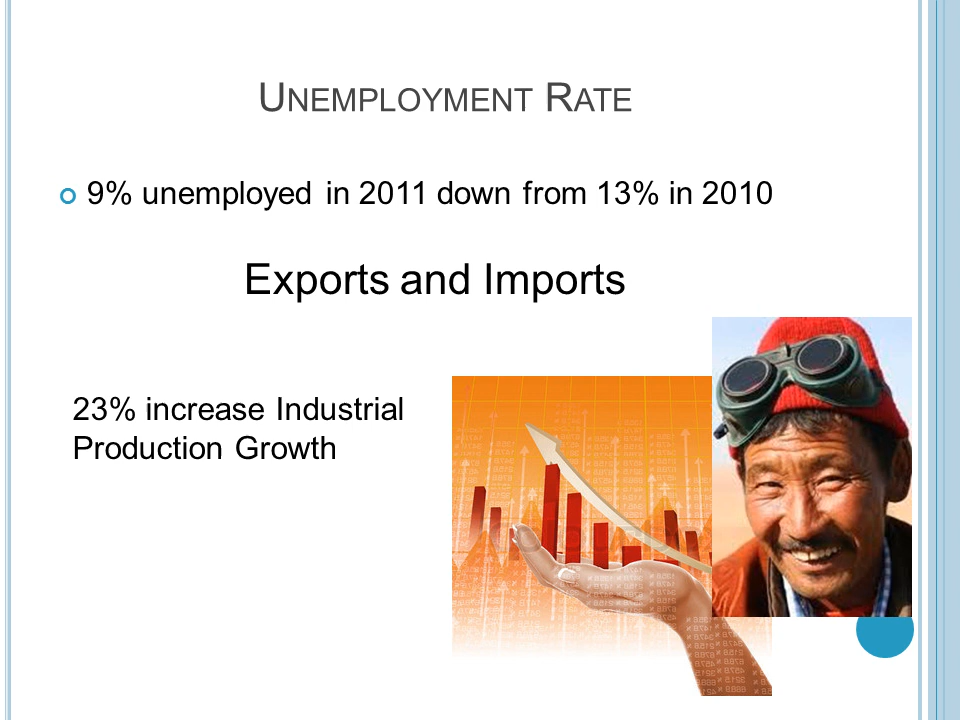 UNEMPLOYMENT RATE
9% unemployed in 2011 down from 13% in 2010
Exports and Imports
23% increase Industrial
Production Growth